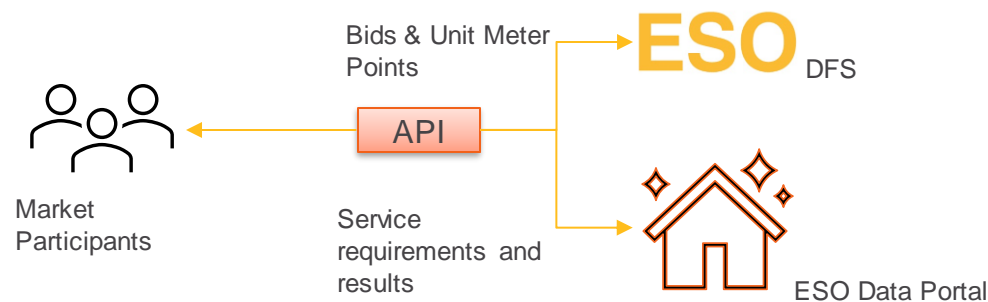 Bids & Unit Meter
Points
ESO
DFS
API
Market
Participants
Service
requirements and
results
ESO Data Portal